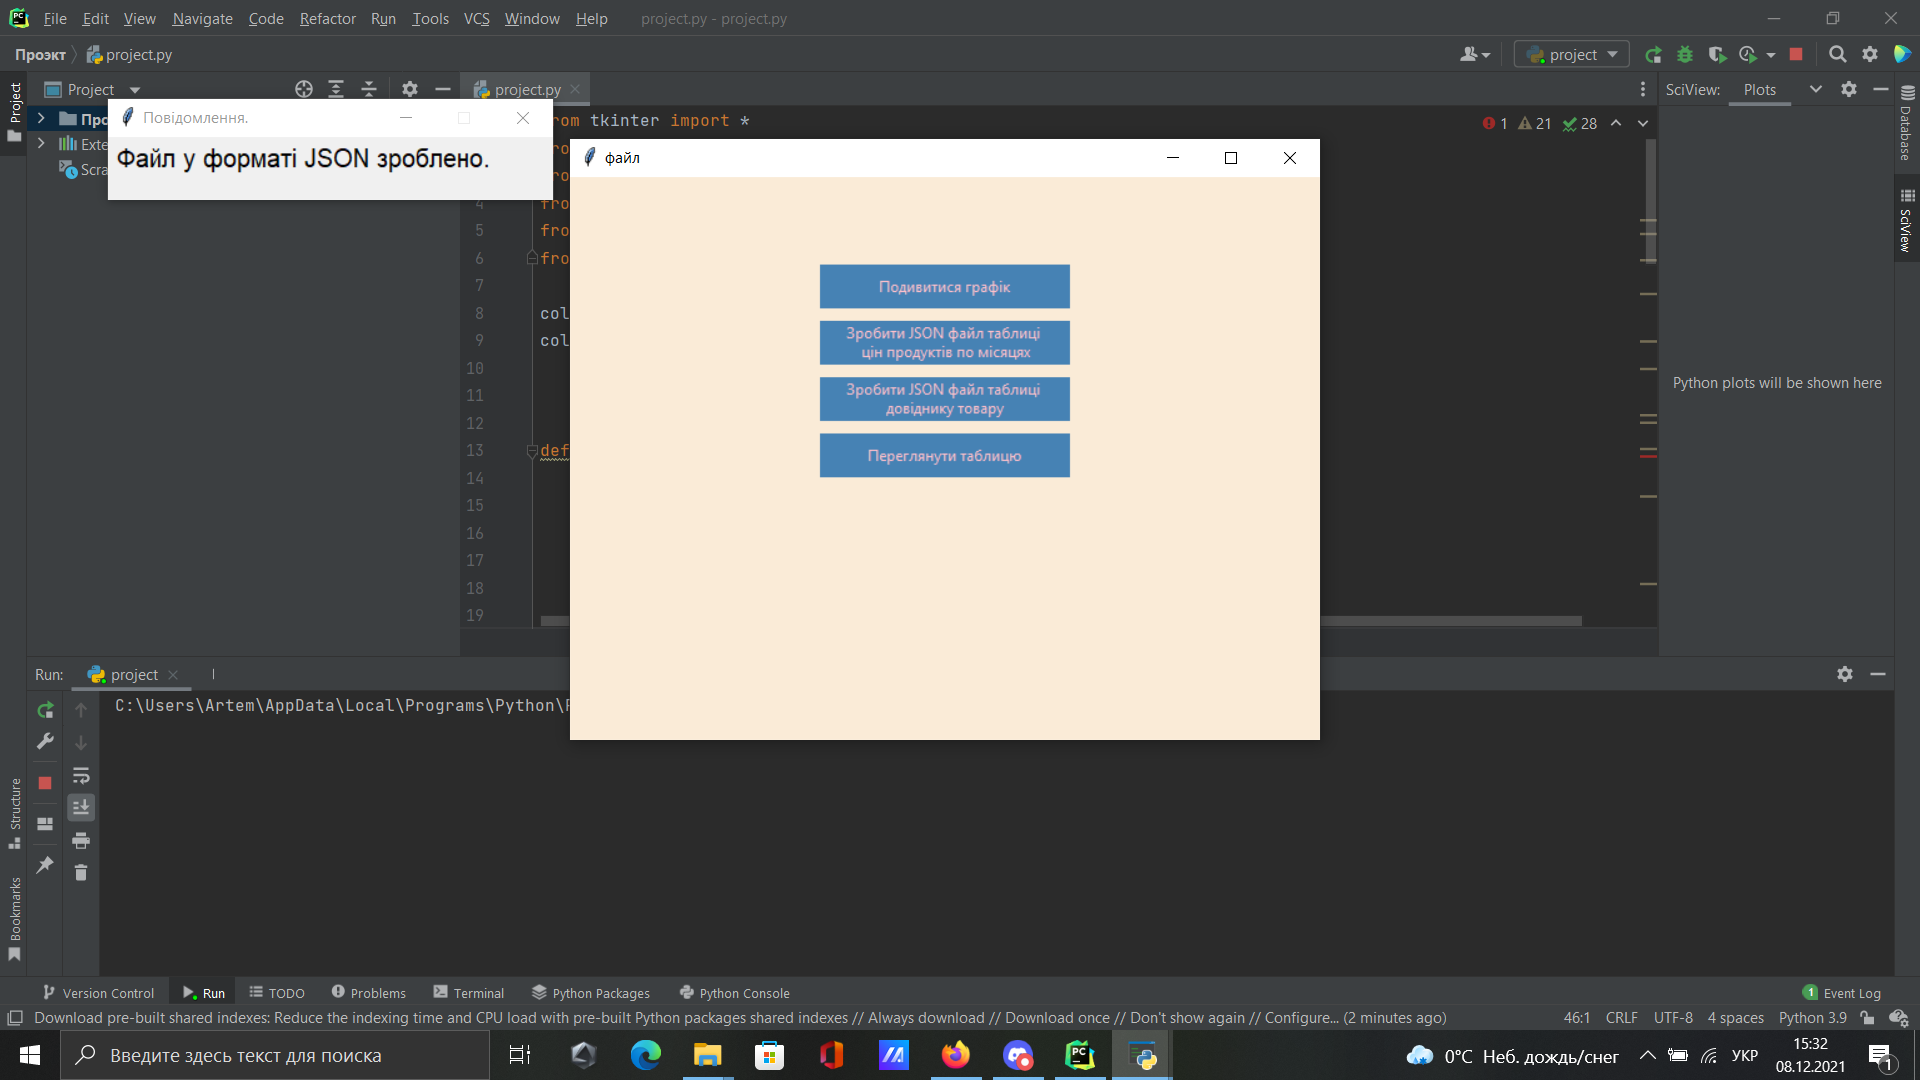 File Edit View Navigate Code Refactor Run Tools VCS Window Help project.py - project.py
Проэкт project.py
project
Project
project.py
SciView: Plots
Повідомлення.
Файл у форматі JSON зроблено.
from tkinter import *
1 21 28
файл
4 fro
5 fro
6 fro
7
8 col
9 col
10
11
12
13 def
14
15
16
17
18
19
Подивитися графік
Зробити JSON файл таблиці
цін продуктів по місяцях
Зробити JSON файл таблиці
довіднику товару
Переглянути таблицю
Python plots will be shown here
Project
Structure
Bookmarks
Database
SciView
Run: project
C:\Users\Artem\AppData\Local\Programs\Python\
Version Control Run TODO Problems Terminal Python Packages Python Console 1 Event Log
Download pre-built shared indexes: Reduce the indexing time and CPU load with pre-built Python packages shared indexes // Always download // Download once // Don't show again // Configure... (2 minutes ago) 46:1 CRLF UTF-8 4 spaces Python 3.9
Введите здесь текст для поиска
0°C Неб. дождь/снег УКР 15:32
08.12.2021
1